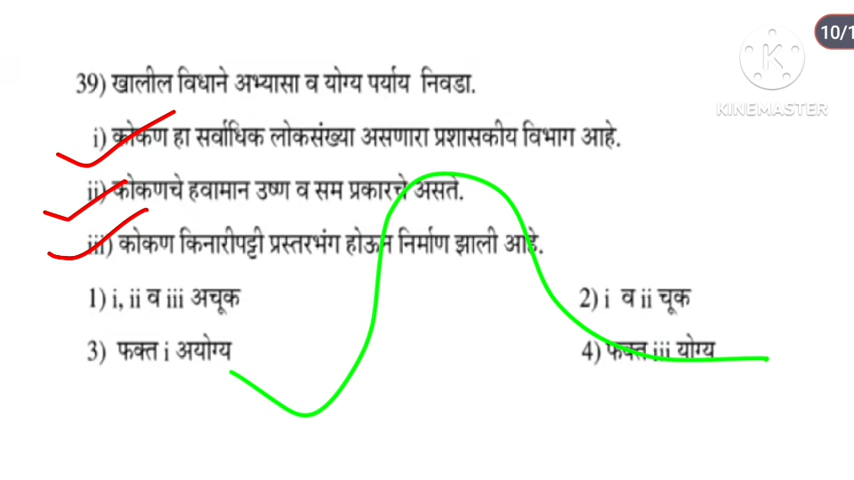 10/1
KINEMASTER
39) खालील विधाने अभ्यासा व योग्य पर्याय निवडा.
i) कोकण हा सर्वाधिक लोकसंख्या असणारा प्रशासकीय विभाग आहे.
ii) कोकणचे हवामान उष्ण व सम प्रकारचे असते.
iii) कोकण किनारीपट्टी प्रस्तरभंग होऊन निर्माण झाली आहे.
1) i, ii व iii अचूक
2) i व ii चूक
3) फक्त i अयोग्य
4) फक्त iii योग्य